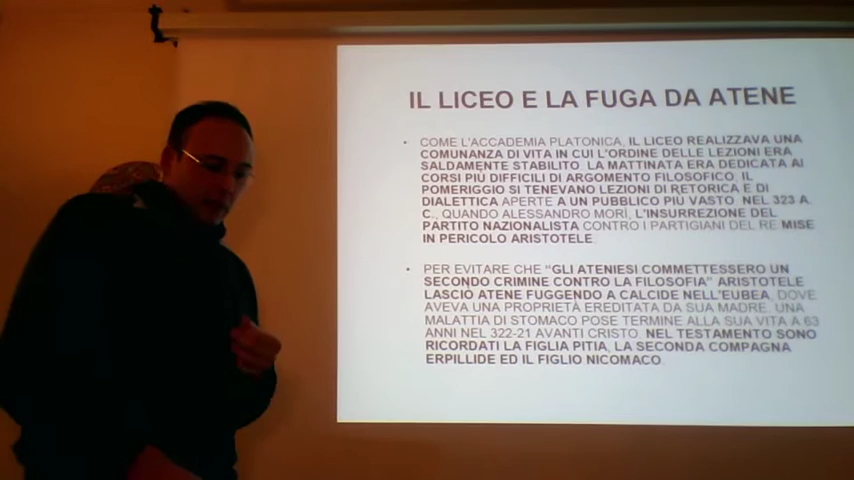 IL LICEO E LA FUGA DA ATENE
• COME L'ACCADEMIA PLATONICA, IL LICEO REALIZZAVA UNA
COMUNANZA DI VITA IN CUI L'ORDINE DELLE LEZIONI ERA
SALDAMENTE STABILITO. LA MATTINATA ERA DEDICATA AI
CORSI PIÙ DIFFICILI DI ARGOMENTO FILOSOFICO, IL
POMERIGGIO SI TENEVANO LEZIONI DI RETORICA E DI
DIALETTICA APERTE A UN PUBBLICO PIÙ VASTO. NEL 323 A.
C., QUANDO ALESSANDRO MORÌ, L'INSURREZIONE DEL
PARTITO NAZIONALISTA CONTRO I PARTIGIANI DEL RE MISE
IN PERICOLO ARISTOTELE.
• PER EVITARE CHE "GLI ATENIESI COMMETTESSERO UN
SECONDO CRIMINE CONTRO LA FILOSOFIA" ARISTOTELE
LASCIÒ ATENE FUGGENDO A CALCIDE NELL'EUBEA, DOVE
AVEVA UNA PROPRIETÀ EREDITATA DA SUA MADRE. UNA
MALATTIA DI STOMACO POSE TERMINE ALLA SUA VITA A 63
ANNI NEL 322-21 AVANTI CRISTO. NEL TESTAMENTO SONO
RICORDATI LA FIGLIA PITIA, LA SECONDA COMPAGNA
ERPILLIDE ED IL FIGLIO NICOMACO.